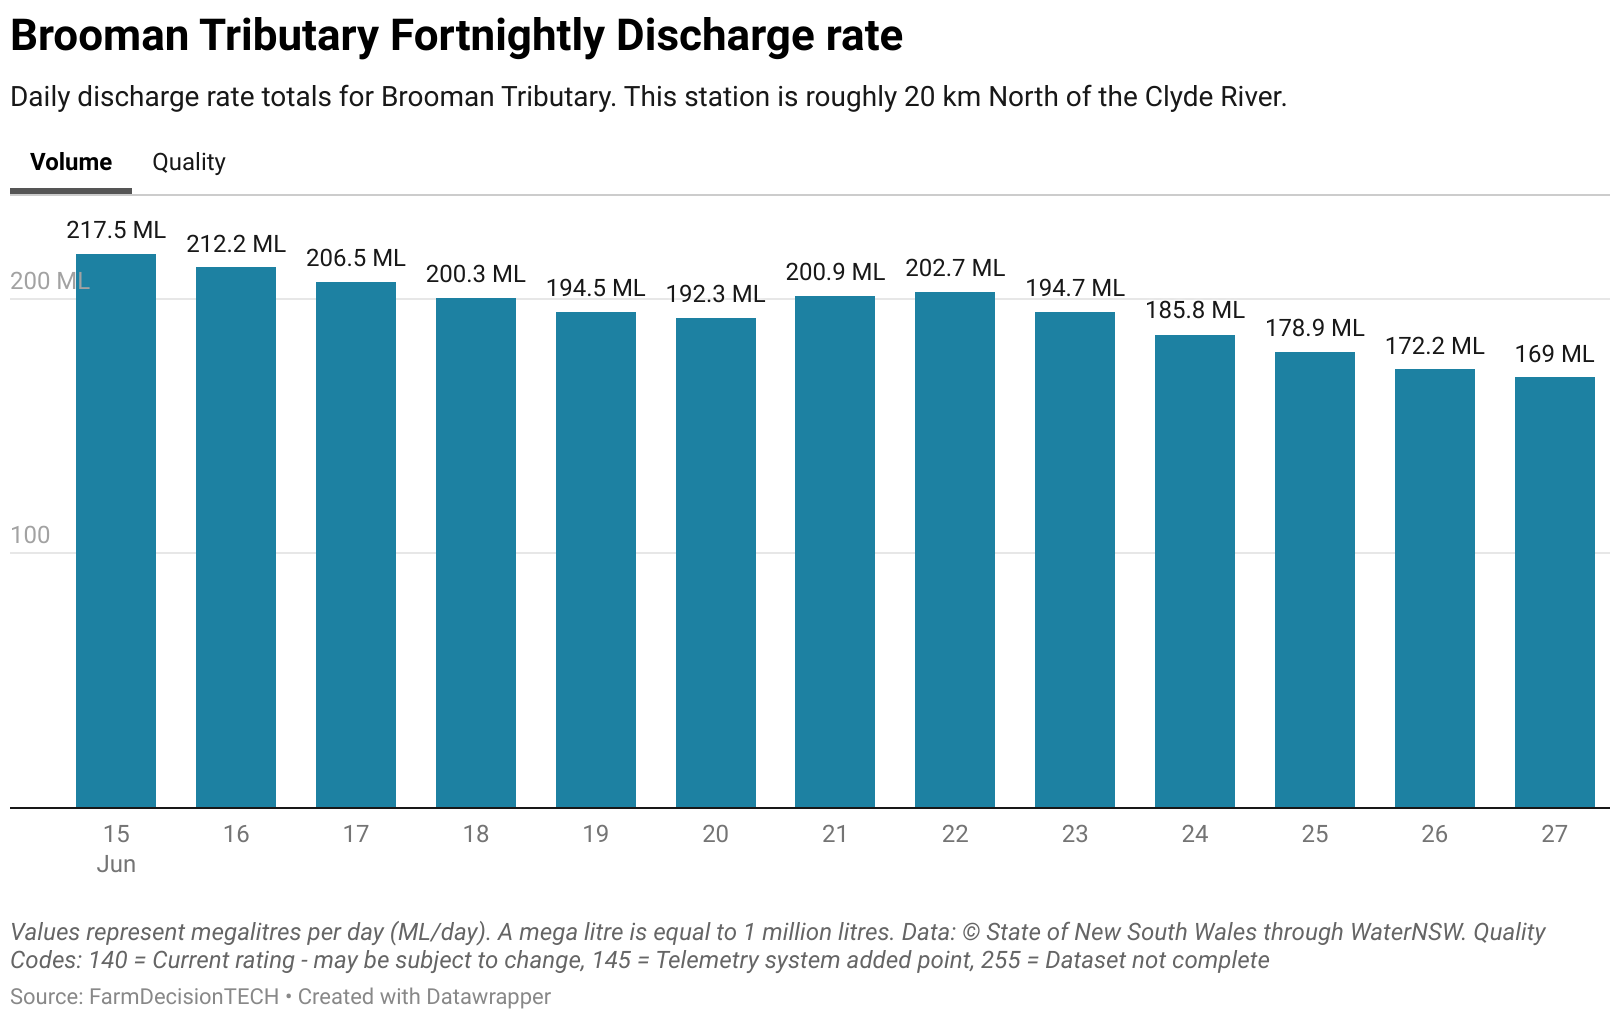 Brooman Tributary Fortnightly Discharge rate
Daily discharge rate totals for Brooman Tributary. This station is roughly 20 km North of the Clyde River.
Volume Quality
217.5 ML 212.2 ML 206.5 ML 200.3 ML 194.5 ML 192.3 ML 200.9 ML 202.7 ML 194.7 ML 185.8 ML 178.9 ML 172.2 ML 169 ML
200 ML
100
15 16 17 18 19 20 21 22 23 24 25 26 27
Jun
Values represent megalitres per day (ML/day). A mega litre is equal to 1 million litres. Data: © State of New South Wales through WaterNSW. Quality
Codes: 140 = Current rating - may be subject to change, 145 = Telemetry system added point, 255 = Dataset not complete
Source: FarmDecisionTECH • Created with Datawrapper